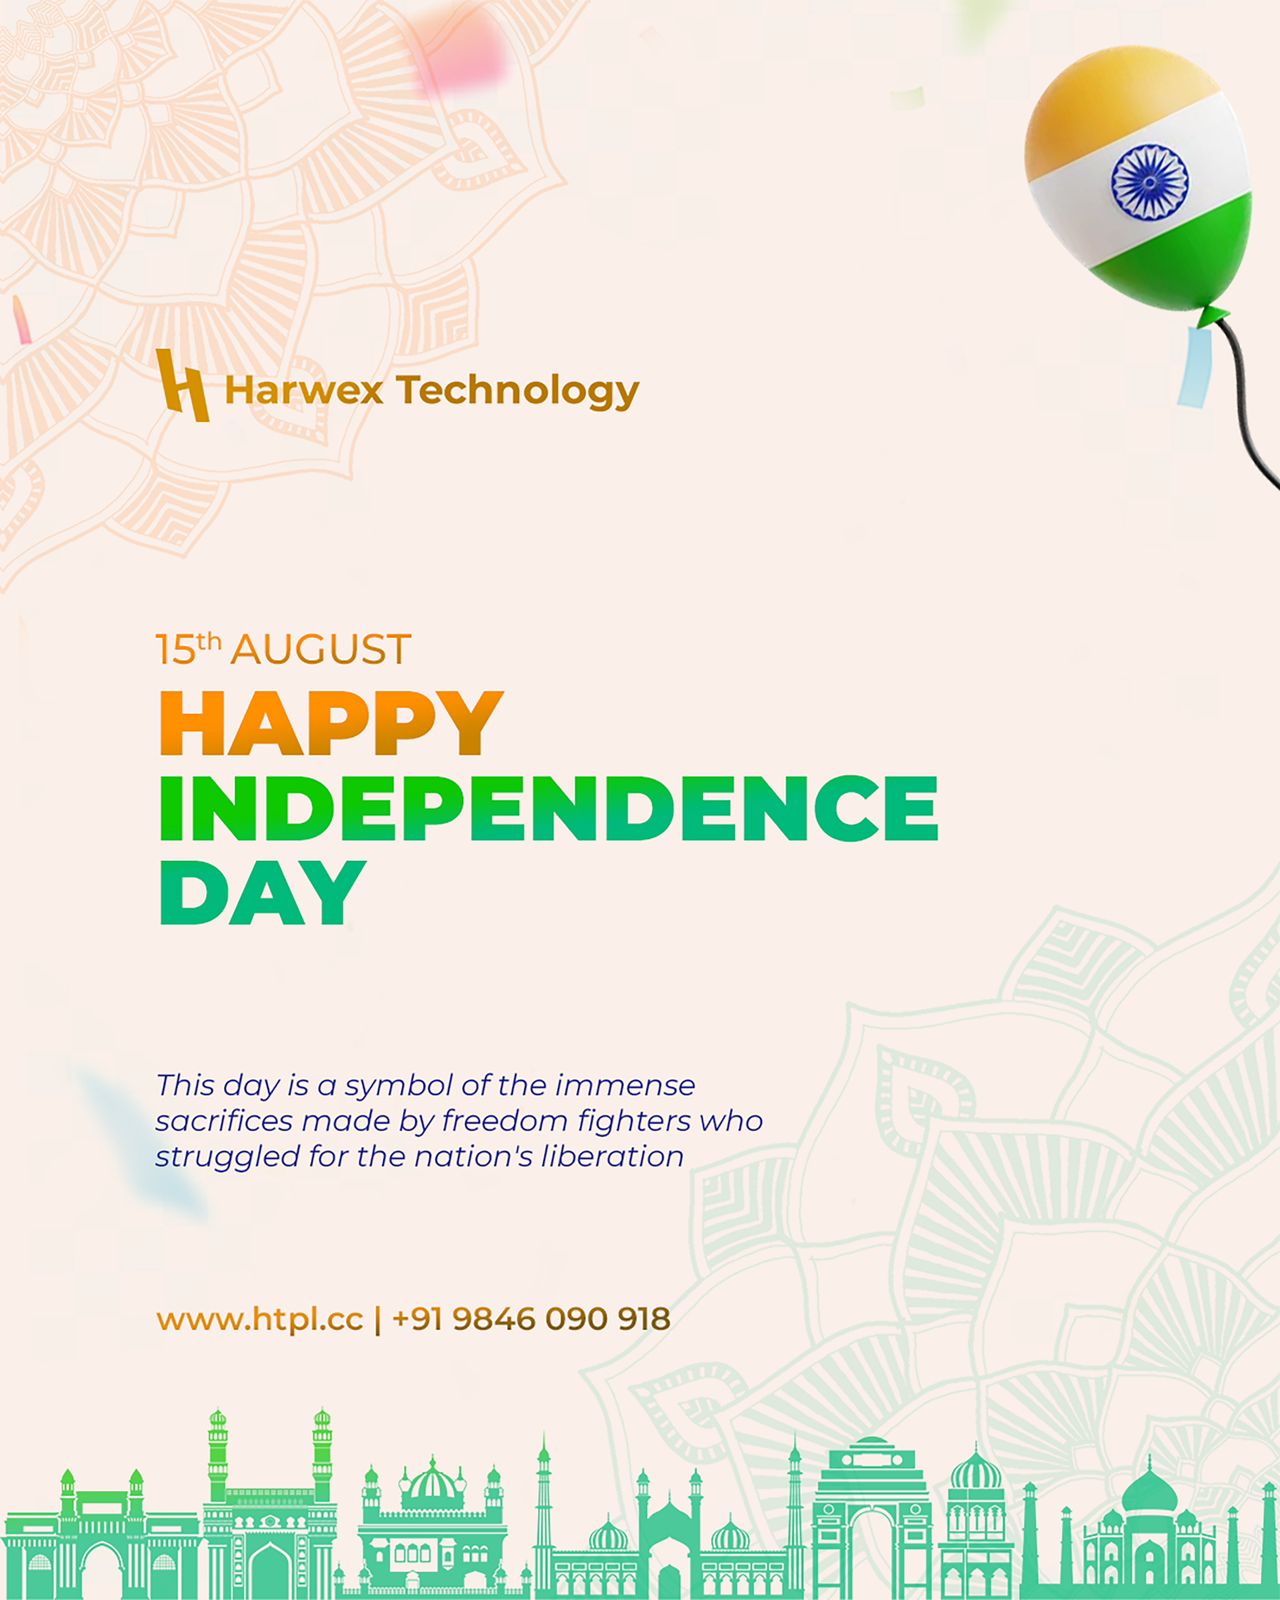 Harwex Technology
15th AUGUST
HAPPY
INDEPENDENCE
DAY
This day is a symbol of the immense
sacrifices made by freedom fighters who
struggled for the nation's liberation
www.htpl.cc | +91 9846 090 918